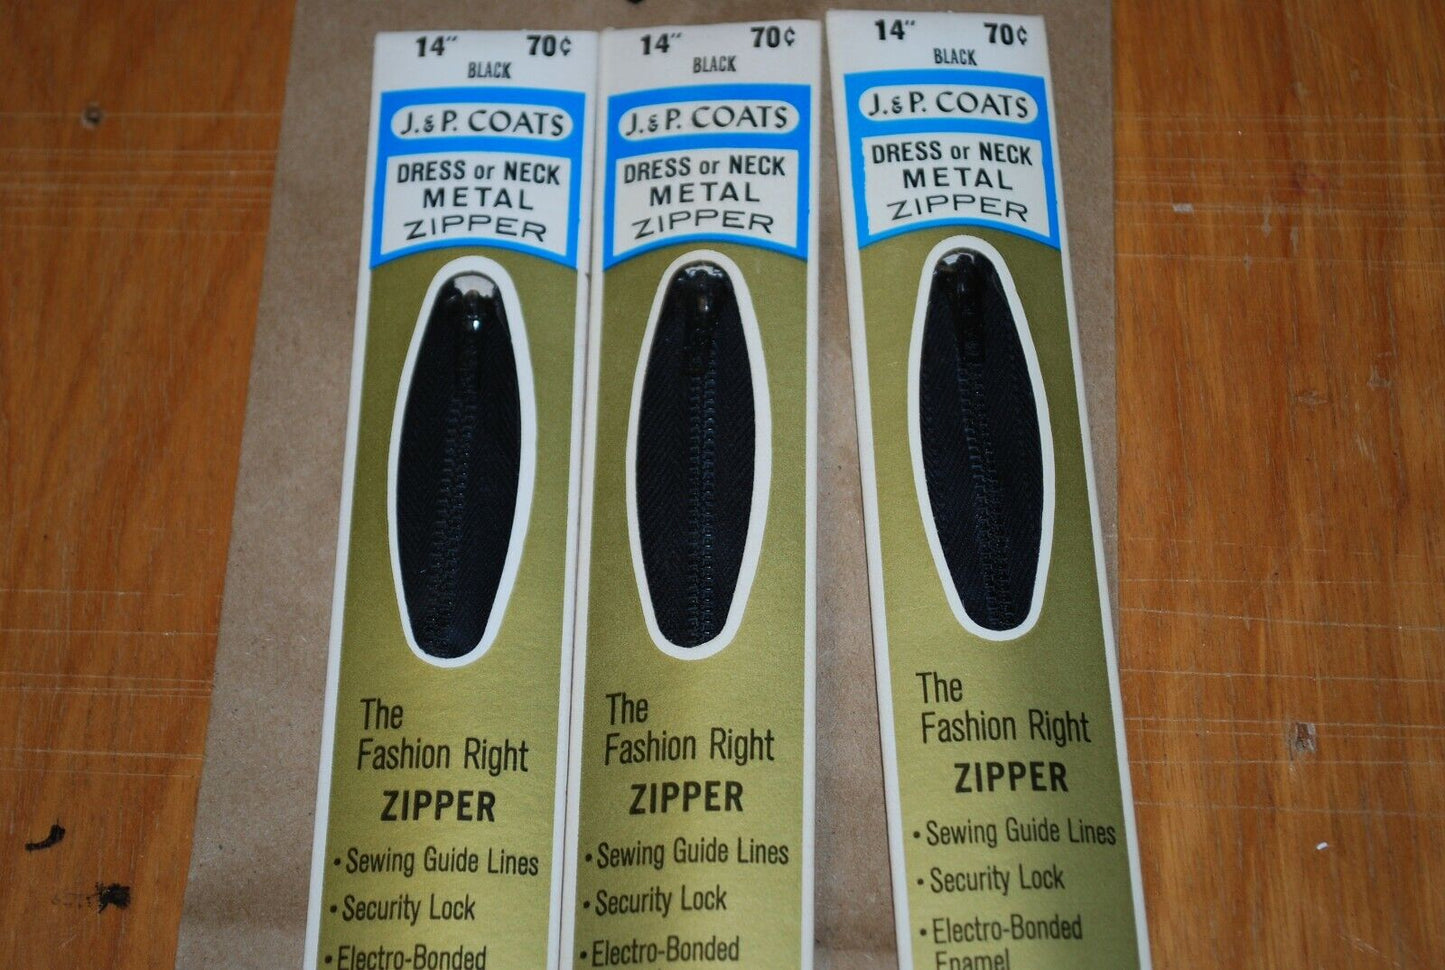 14" 70¢
BLACK
J. & P. COATS
DRESS or NECK
METAL
ZIPPER
The
Fashion Right
ZIPPER
• Sewing Guide Lines
• Security Lock
• Electro-Bonded
14" 70¢
BLACK
J. & P. COATS
DRESS or NECK
METAL
ZIPPER
The
Fashion Right
ZIPPER
• Sewing Guide Lines
• Security Lock
• Electro-Bonded
14" 70¢
BLACK
J. & P. COATS
DRESS or NECK
METAL
ZIPPER
The
Fashion Right
ZIPPER
• Sewing Guide Lines
• Security Lock
• Electro-Bonded
Enamel